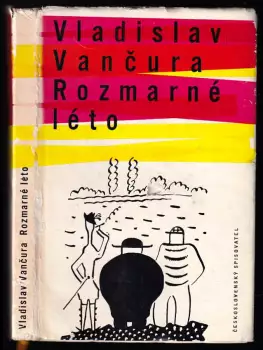 Vladislav
Vančura
Rozmarné
léto
ČESKOSLOVENSKÝ SPISOVATEL
Vladislav Vančura Rozmarné léto